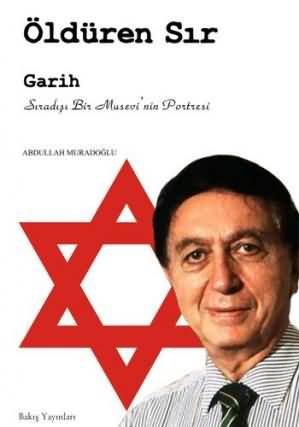 Öldüren Sır
Garih
Sıradışı Bir Musevi'nin Portresi
ABDULLAH MURADOĞLU
Bakış Yayınları